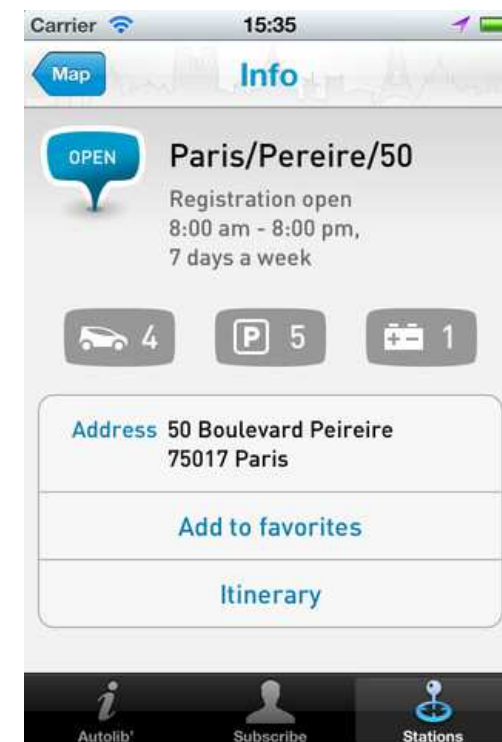 Carrier 15:35
Map Info
OPEN
Paris/Pereire/50
Registration open
8:00 am - 8:00 pm,
7 days a week
4 P 5 1
Address 50 Boulevard Peireire
75017 Paris
Add to favorites
Itinerary
Autolib' Subscribe Stations